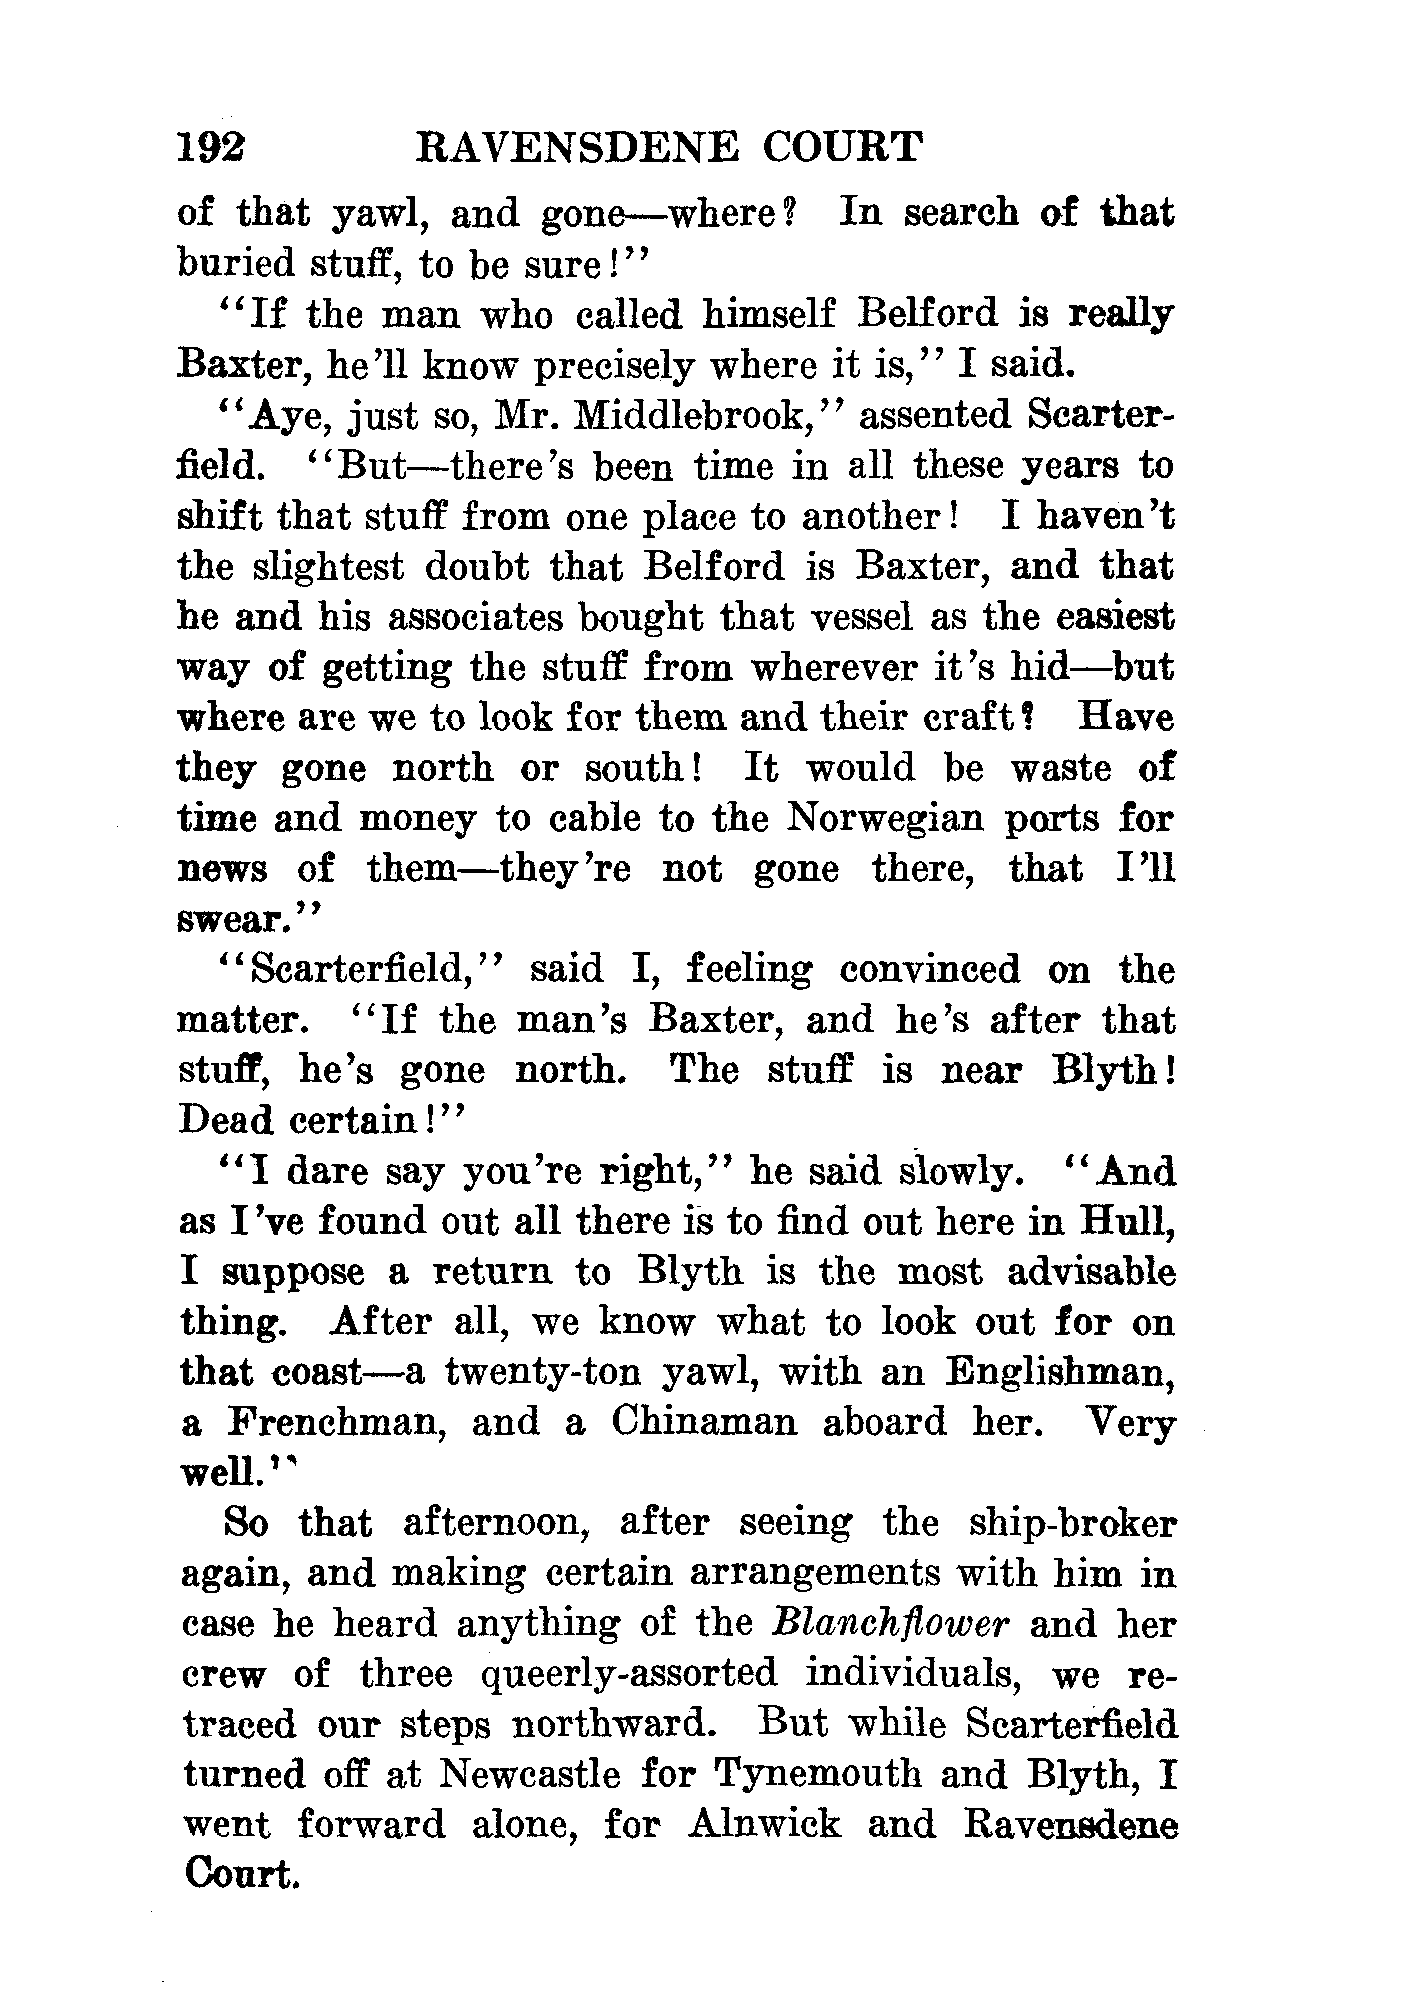 192 RAVENSDENE COURT
of that yawl, and gone—where? In search of that
buried stuff, to be sure!"
"If the man who called himself Belford is really
Baxter, he'll know precisely where it is," I said.
"Aye, just so, Mr. Middlebrook," assented Scarter-
field. "But—there's been time in all these years to
shift that stuff from one place to another! I haven't
the slightest doubt that Belford is Baxter, and that
he and his associates bought that vessel as the easiest
way of getting the stuff from wherever it's hid—but
where are we to look for them and their craft? Have
they gone north or south! It would be waste of
time and money to cable to the Norwegian ports for
news of them—they're not gone there, that I'll
swear."
"Scarterfield," said I, feeling convinced on the
matter. "If the man's Baxter, and he's after that
stuff, he's gone north. The stuff is near Blyth!
Dead certain!"
"I dare say you're right," he said slowly. "And
as I've found out all there is to find out here in Hull,
I suppose a return to Blyth is the most advisable
thing. After all, we know what to look out for on
that coast—a twenty-ton yawl, with an Englishman,
a Frenchman, and a Chinaman aboard her. Very
well."
So that afternoon, after seeing the ship-broker
again, and making certain arrangements with him in
case he heard anything of the Blanchflower and her
crew of three queerly-assorted individuals, we re-
traced our steps northward. But while Scarterfield
turned off at Newcastle for Tynemouth and Blyth, I
went forward alone, for Alnwick and Ravensdene
Court.